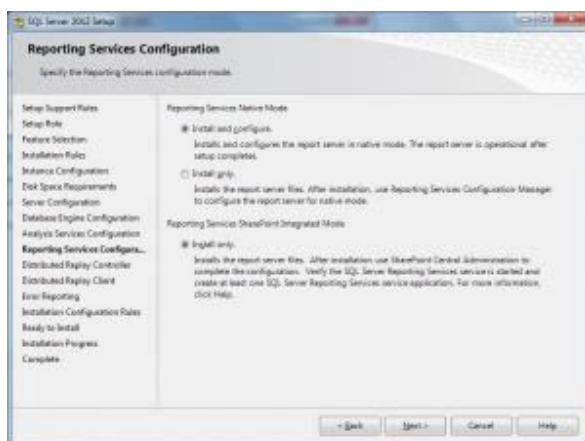 SQL Server 2012 Setup
Reporting Services Configuration
Specify the Reporting Services configuration mode.
Setup Support Rules
Setup Role
Feature Selection
Installation Rules
Instance Configuration
Disk Space Requirements
Server Configuration
Database Engine Configuration
Analysis Services Configuration
Reporting Services Configura...
Distributed Replay Controller
Distributed Replay Client
Error Reporting
Installation Configuration Rules
Ready to Install
Installation Progress
Complete
Reporting Services Native Mode
Install and configure.
Installs and configures the report server in native mode. The report server is operational after
setup completes.
Install only.
Installs the report server files. After installation, use Reporting Services Configuration Manager
to configure the report server for native mode.
Reporting Services SharePoint Integrated Mode
Install only.
Installs the report server files. After installation use SharePoint Central Administration to
complete the configuration. Verify the SQL Server Reporting Services service is started and
create at least one SQL Server Reporting Services service application. For more information,
click Help.
< Back
Next >
Cancel
Help